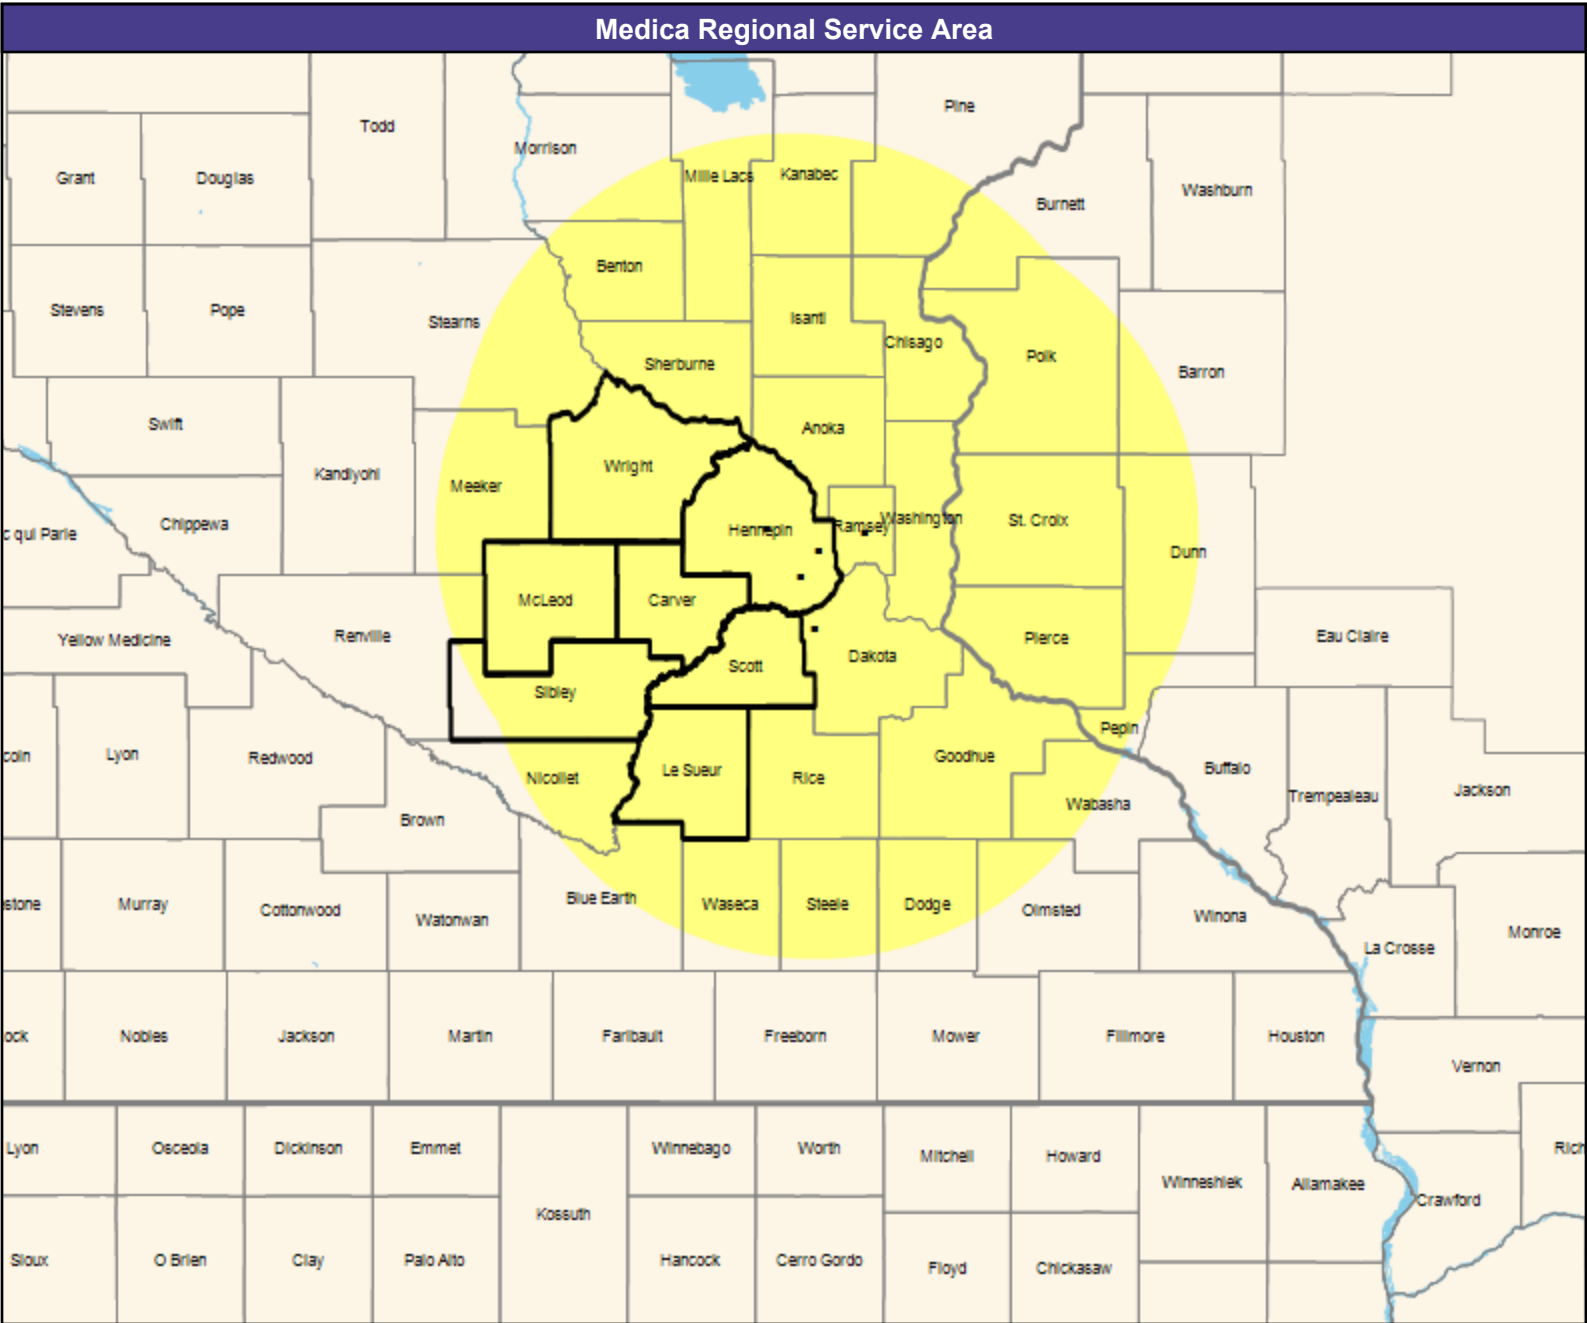 Medica Regional Service Area
Pine
Todd
Morrison
Mille Lacs
Kanabec
Grant
Douglas
Washburn
Burnett
Benton
Stevens
Pope
Isanti
Stearns
Chisago
Polk
Sherburne
Barron
Swift
Anoka
Wright
Kandiyohi
Meeker
Chippewa
Hennepin
Ramsey
Washington
St. Croix
c qui Parle
Dunn
McLeod
Carver
Yellow Medicine
Renville
Pierce
Eau Claire
Dakota
Scott
Sibley
Pepin
coln
Lyon
Redwood
Goodhue
Le Sueur
Rice
Nicollet
Buffalo
Trempealeau
Jackson
Wabasha
Brown
stone
Murray
Cottonwood
Watonwan
Blue Earth
Waseca
Steele
Dodge
Olmsted
Winona
Monroe
La Crosse
ock
Nobles
Jackson
Martin
Faribault
Freeborn
Mower
Fillmore
Houston
Vernon
Lyon
Osceola
Dickinson
Emmet
Winnebago
Worth
Mitchell
Howard
Rich
Winneshiek
Allamakee
Crawford
Kossuth
Sioux
O Brien
Clay
Palo Alto
Hancock
Cerro Gordo
Floyd
Chickasaw